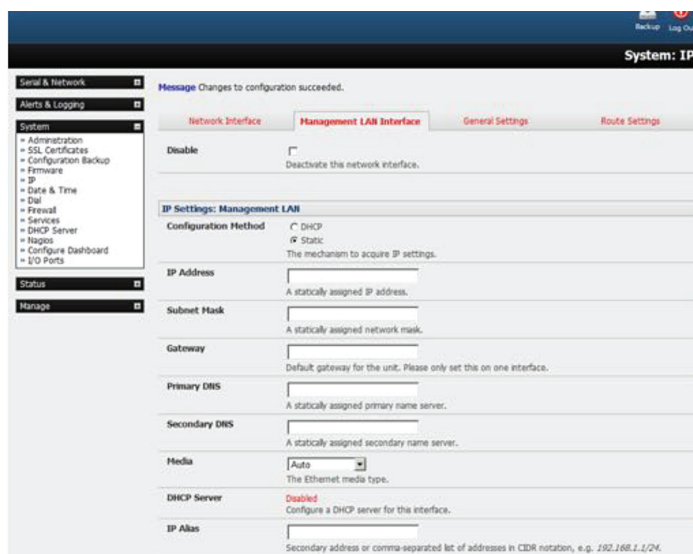 Backup Log Ou
System: IP
Serial & Network
Alerts & Logging
System
Administration
SSL Certificates
Configuration Backup
Firmware
IP
Date & Time
Dial
Firewall
Services
DHCP Server
Nagios
Configure Dashboard
I/O Ports
Status
Manage
Message Changes to configuration succeeded.
Network Interface Management LAN Interface General Settings Route Settings
Disable
Deactivate this network interface.
IP Settings: Management LAN
Configuration Method DHCP
Static
The mechanism to acquire IP settings.
IP Address
A statically assigned IP address.
Subnet Mask
A statically assigned network mask.
Gateway
Default gateway for the unit. Please only set this on one interface.
Primary DNS
A statically assigned primary name server.
Secondary DNS
A statically assigned secondary name server.
Media Auto
The Ethernet media type.
DHCP Server Disabled
Configure a DHCP server for this interface.
IP Alias
Secondary address or comma-separated list of addresses in CIDR notation, e.g. 192.168.1.1/24.